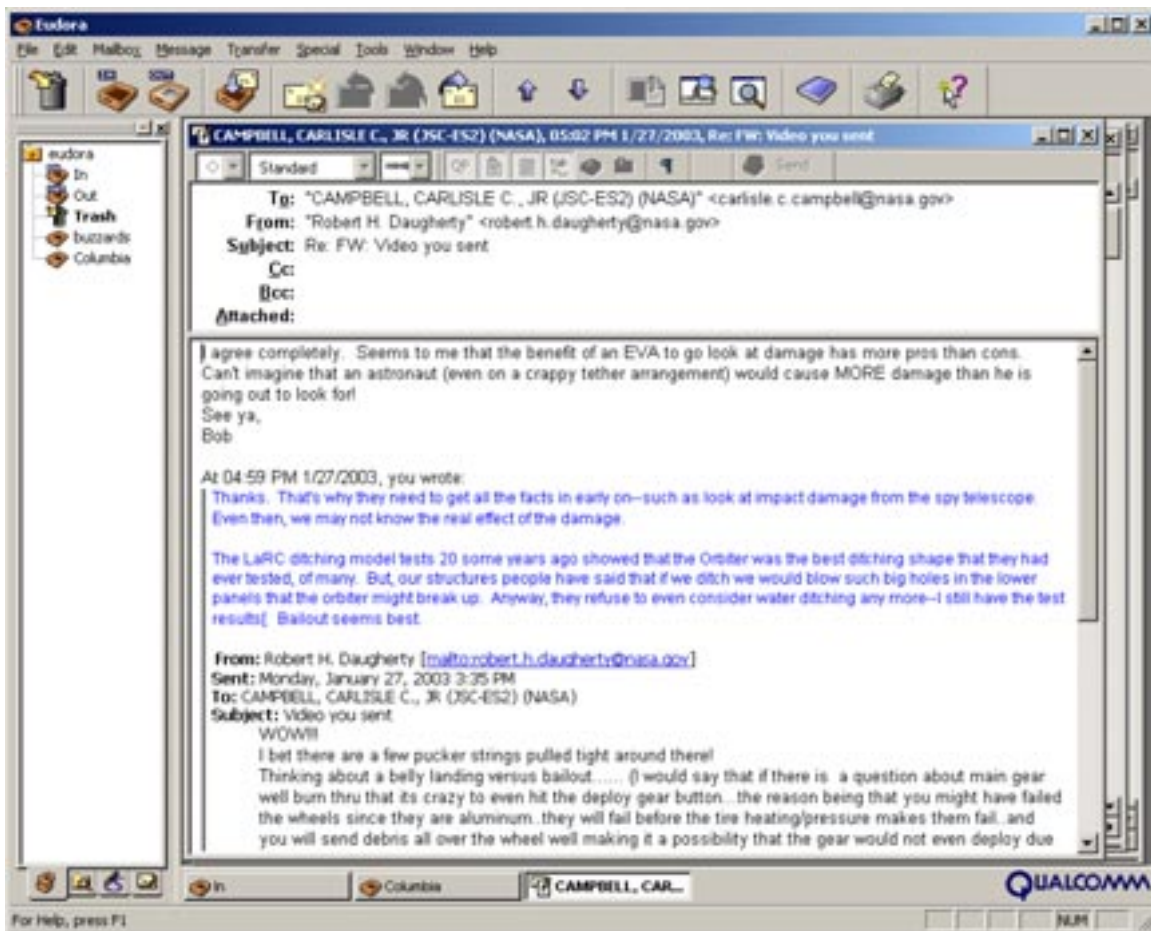 Eudora
File Edit Mailbox Message Transfer Special Tools Window Help
eudora
In
Out
Trash
buzzards
Columbia
CAMPBELL, CARLISLE C., JR (JSC-ES2) (NASA), 05:02 PM 1/27/2003, Re: FW: Video you sent
Standard QP Send
To: "CAMPBELL, CARLISLE C., JR (JSC-ES2) (NASA)" <carlisle.c.campbell@nasa.gov>
From: "Robert H. Daugherty" <robert.h.daugherty@nasa.gov>
Subject: Re: FW: Video you sent
Cc:
Bcc:
Attached:
I agree completely. Seems to me that the benefit of an EVA to go look at damage has more pros than cons.
Can't imagine that an astronaut (even on a crappy tether arrangement) would cause MORE damage than he is
going out to look for!
See ya,
Bob
At 04:59 PM 1/27/2003, you wrote:
Thanks. That's why they need to get all the facts in early on--such as look at impact damage from the spy telescope.
Even then, we may not know the real effect of the damage.
The LaRC ditching model tests 20 some years ago showed that the Orbiter was the best ditching shape that they had
ever tested, of many. But, our structures people have said that if we ditch we would blow such big holes in the lower
panels that the orbiter might break up. Anyway, they refuse to even consider water ditching any more--I still have the test
results[ Bailout seems best.
From: Robert H. Daugherty [mailto:robert.h.daugherty@nasa.gov]
Sent: Monday, January 27, 2003 3:35 PM
To: CAMPBELL, CARLISLE C., JR (JSC-ES2) (NASA)
Subject: Video you sent
WOW!!!
I bet there are a few pucker strings pulled tight around there!
Thinking about a belly landing versus bailout...... (I would say that if there is a question about main gear
well burn thru that its crazy to even hit the deploy gear button...the reason being that you might have failed
the wheels since they are aluminum..they will fail before the tire heating/pressure makes them fail..and
you will send debris all over the wheel well making it a possibility that the gear would not even deploy due
In
Columbia
CAMPBELL, CAR...
QUALCOMM
For Help, press F1
NUM